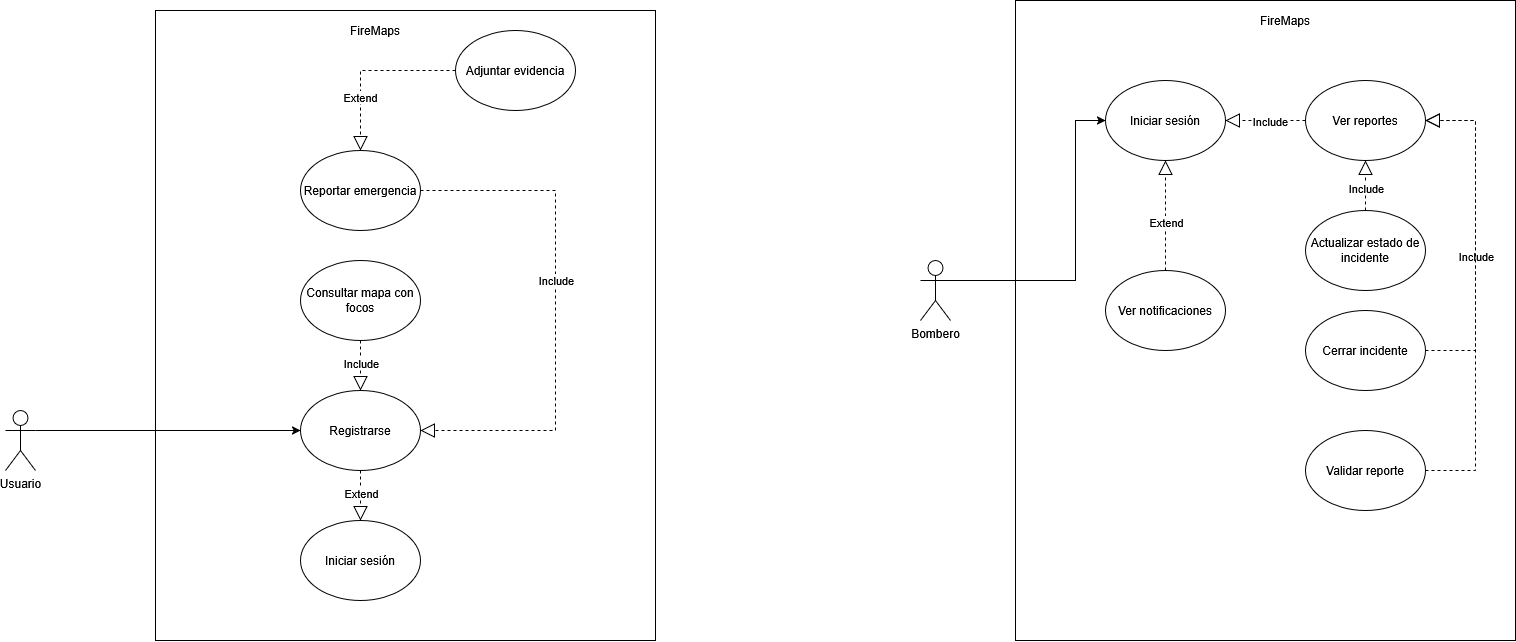 FireMaps
Adjuntar evidencia
Extend
Reportar emergencia
Include
Consultar mapa con
focos
Include
Registrarse
Usuario
Extend
Iniciar sesión
FireMaps
Iniciar sesión
Include
Ver reportes
Include
Extend
Actualizar estado de
incidente
Include
Ver notificaciones
Bombero
Cerrar incidente
Validar reporte